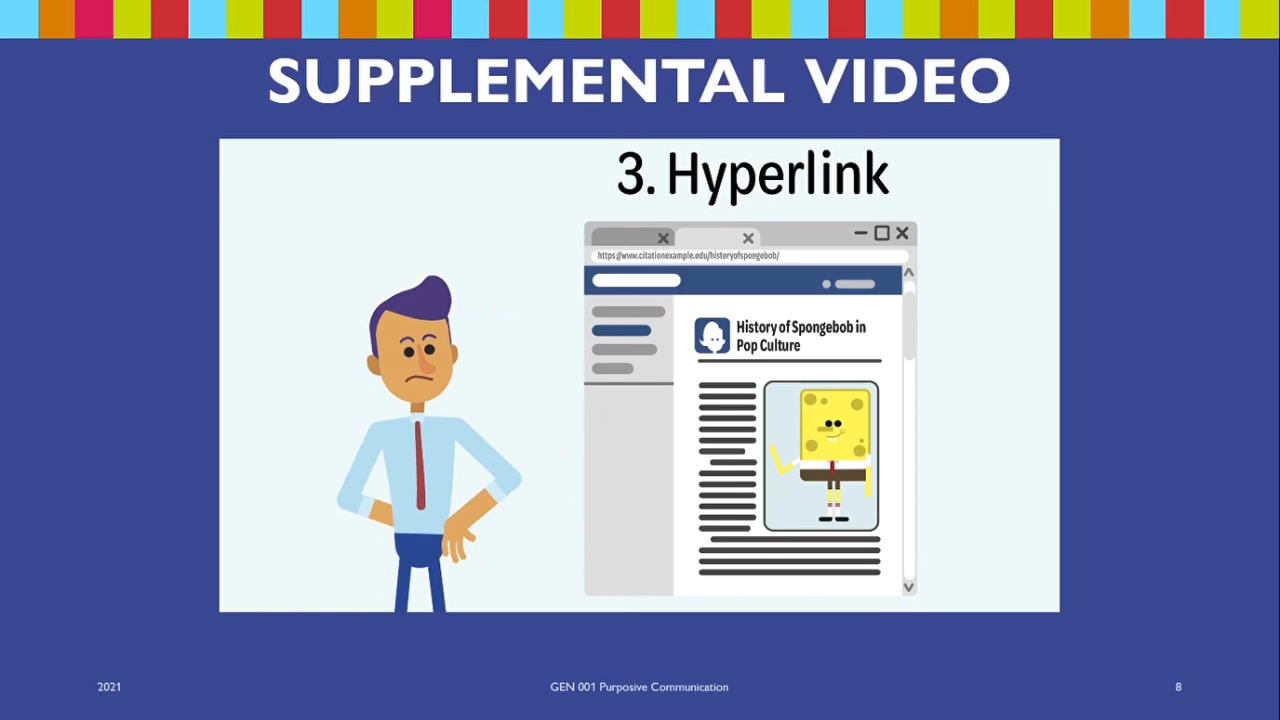 SUPPLEMENTAL VIDEO
3. Hyperlink
https://www.citationexample.edu/historyofspongebob/
History of Spongebob in
Pop Culture
2021
GEN 001 Purposive Communication
8